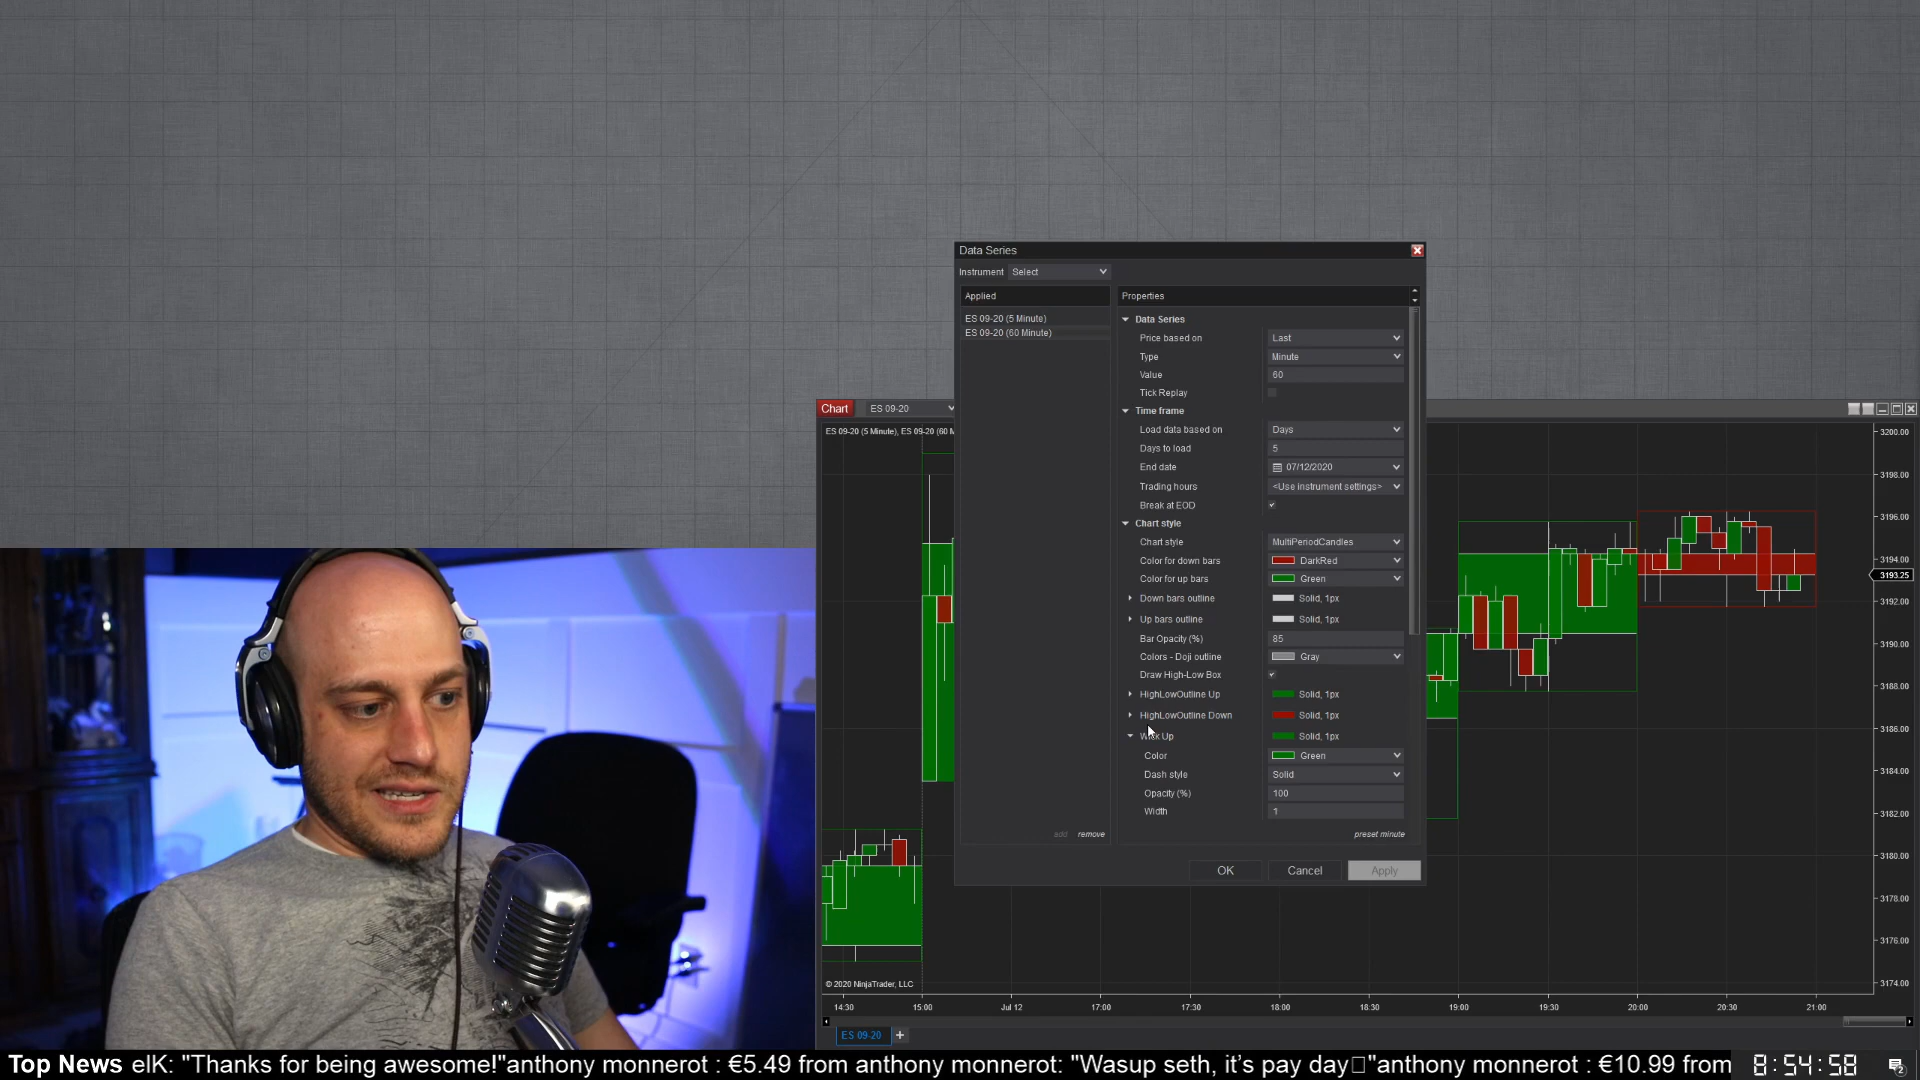 Data Series
Instrument Select
Applied
ES 09-20 (5 Minute)
ES 09-20 (60 Minute)
add remove
Properties
Data Series
Price based on Last
Type Minute
Value 60
Tick Replay
Time frame
Load data based on Days
Days to load 5
End date 07/12/2020
Trading hours <Use instrument settings>
Break at EOD
Chart style
Chart style MultiPeriodCandles
Color for down bars DarkRed
Color for up bars Green
Down bars outline Solid, 1px
Up bars outline Solid, 1px
Bar Opacity (%) 85
Colors - Doji outline Gray
Draw High-Low Box
HighLowOutline Up Solid, 1px
HighLowOutline Down Solid, 1px
Up Solid, 1px
Color Green
Dash style Solid
Opacity (%) 100
Width 1
preset minute
OK Cancel Apply
Chart ES 09-20
ES 09-20 (5 Minute), ES 09-20 (60 M
3200.00
3198.00
3196.00
3194.00
3193.25
3192.00
3190.00
3188.00
3186.00
3184.00
3182.00
3180.00
3178.00
3176.00
3174.00
© 2020 NinjaTrader, LLC
14:30 15:00 Jul 12 17:00 17:30 18:00 18:30 19:00 19:30 20:00 20:30 21:00
ES 09-20 +
Top News elK: "Thanks for being awesome!"anthony monnerot : €5.49 from anthony monnerot: "Wasup seth, it’s pay day▯"anthony monnerot : €10.99 from 8:54:58 2